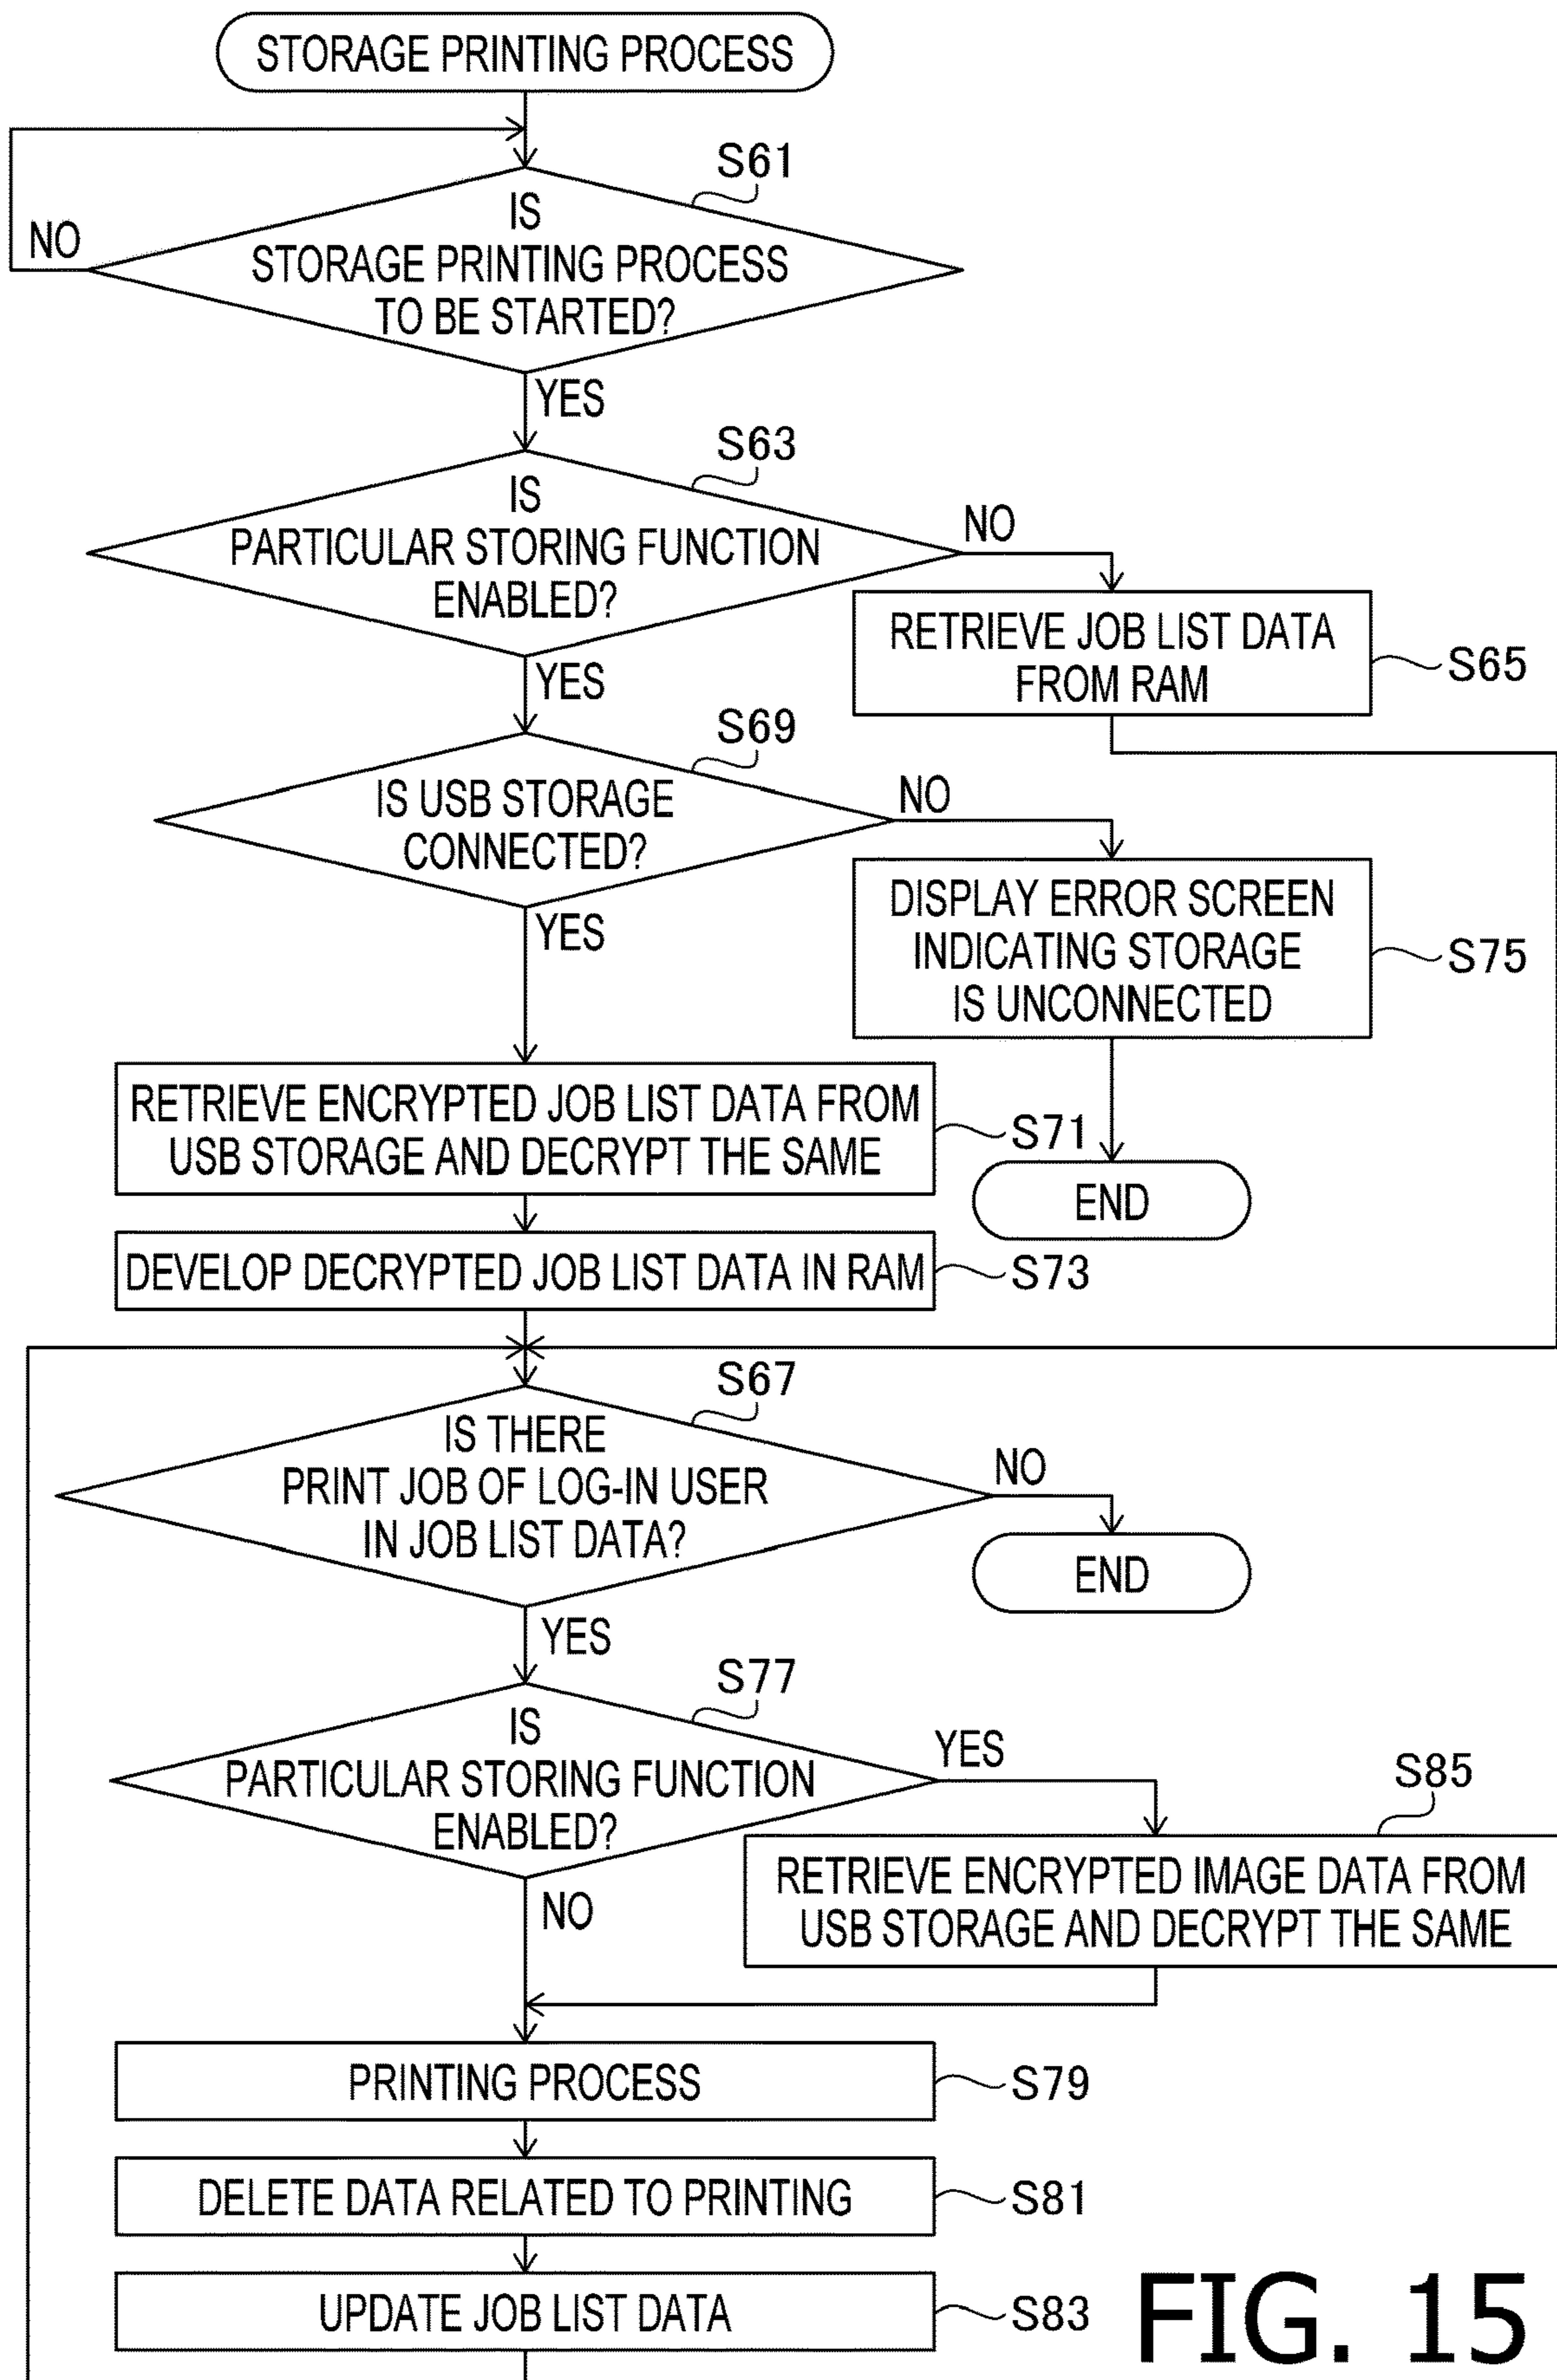 STORAGE PRINTING PROCESS
S61
IS
STORAGE PRINTING PROCESS
TO BE STARTED?
NO
YES
S63
IS
PARTICULAR STORING FUNCTION
ENABLED?
NO
RETRIEVE JOB LIST DATA
FROM RAM
S65
YES
S69
IS USB STORAGE
CONNECTED?
NO
DISPLAY ERROR SCREEN
INDICATING STORAGE
IS UNCONNECTED
S75
YES
RETRIEVE ENCRYPTED JOB LIST DATA FROM
USB STORAGE AND DECRYPT THE SAME
S71
END
DEVELOP DECRYPTED JOB LIST DATA IN RAM
S73
S67
IS THERE
PRINT JOB OF LOG-IN USER
IN JOB LIST DATA?
NO
END
YES
S77
IS
PARTICULAR STORING FUNCTION
ENABLED?
YES
S85
RETRIEVE ENCRYPTED IMAGE DATA FROM
USB STORAGE AND DECRYPT THE SAME
NO
PRINTING PROCESS
S79
DELETE DATA RELATED TO PRINTING
S81
UPDATE JOB LIST DATA
S83
FIG. 15